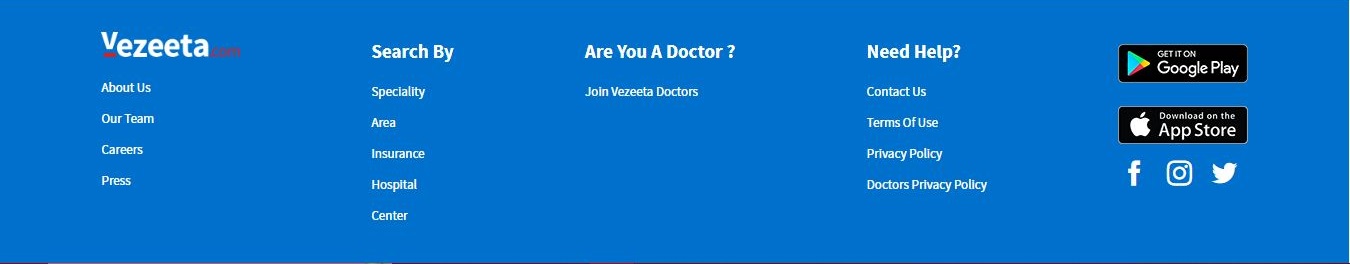 Vezeeta.com
About Us
Our Team
Careers
Press
Search By
Speciality
Area
Insurance
Hospital
Center
Are You A Doctor ?
Join Vezeeta Doctors
Need Help?
Contact Us
Terms Of Use
Privacy Policy
Doctors Privacy Policy
GET IT ON
Google Play
Download on the
App Store